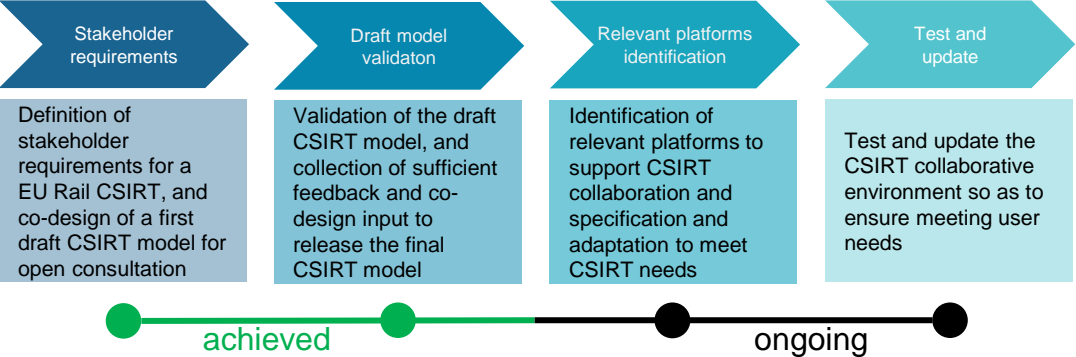 Stakeholder
requirements
Draft model
validaton
Relevant platforms
identification
Test and
update
Definition of
stakeholder
requirements for a
EU Rail CSIRT, and
co-design of a first
draft CSIRT model for
open consultation
Validation of the draft
CSIRT model, and
collection of sufficient
feedback and co-
design input to
release the final
CSIRT model
Identification of
relevant platforms to
support CSIRT
collaboration and
specification and
adaptation to meet
CSIRT needs
Test and update the
CSIRT collaborative
environment so as to
ensure meeting user
needs
achieved
ongoing